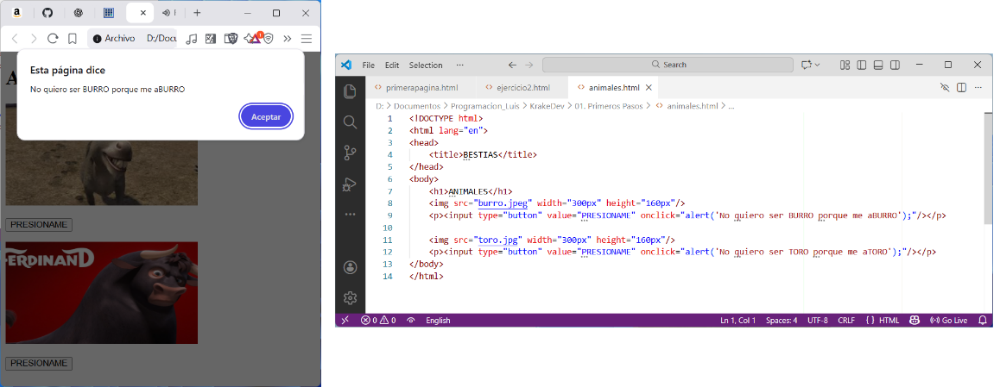 Archivo D:/Docu
1
Esta página dice
No quiero ser BURRO porque me aBURRO
Aceptar
A
PRESIONAME
FERDINAND
PRESIONAME
File Edit Selection ··· Search
primerapagina.html ejercicio2.html animales.html
D: > Documentos > Programacion_Luis > KrakeDev > 01. Primeros Pasos > animales.html > ...
1 <!DOCTYPE html>
2 <html lang="en">
3 <head>
4 <title>BESTIAS</title>
5 </head>
6 <body>
7 <h1>ANIMALES</h1>
8 <img src="burro.jpeg" width="300px" height="160px"/>
9 <p><input type="button" value="PRESIONAME" onclick="alert('No quiero ser BURRO porque me aBURRO');"/></p>
10
11 <img src="toro.jpg" width="300px" height="160px"/>
12 <p><input type="button" value="PRESIONAME" onclick="alert('No quiero ser TORO porque me aTORO');"/></p>
13 </body>
14 </html>
0 0 English Ln 1, Col 1 Spaces: 4 UTF-8 CRLF { } HTML Go Live